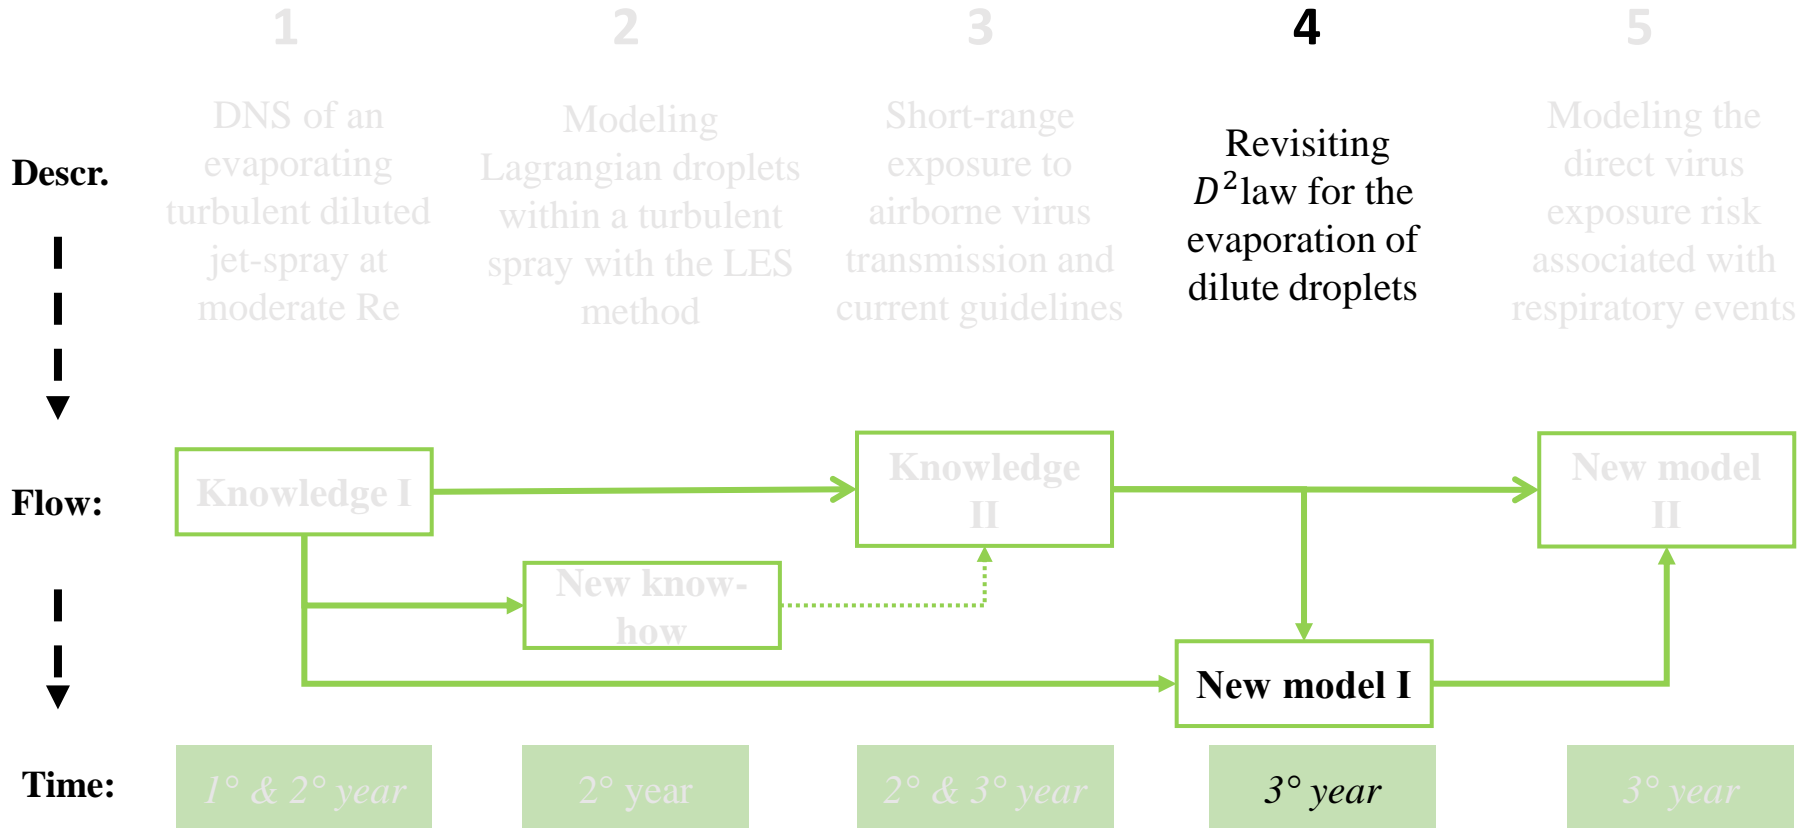 1
2
3
4
5
Descr.
DNS of an
evaporating
turbulent diluted
jet-spray at
moderate Re
Modeling
Lagrangian droplets
within a turbulent
spray with the LES
method
Short-range
exposure to
airborne virus
transmission and
current guidelines
Revisiting
D² law for the
evaporation of
dilute droplets
Modeling the
direct virus
exposure risk
associated with
respiratory events
Flow:
Knowledge I
New know-
how
Knowledge
II
New model I
New model
II
Time:
1° & 2° year
2° year
2° & 3° year
3° year
3° year